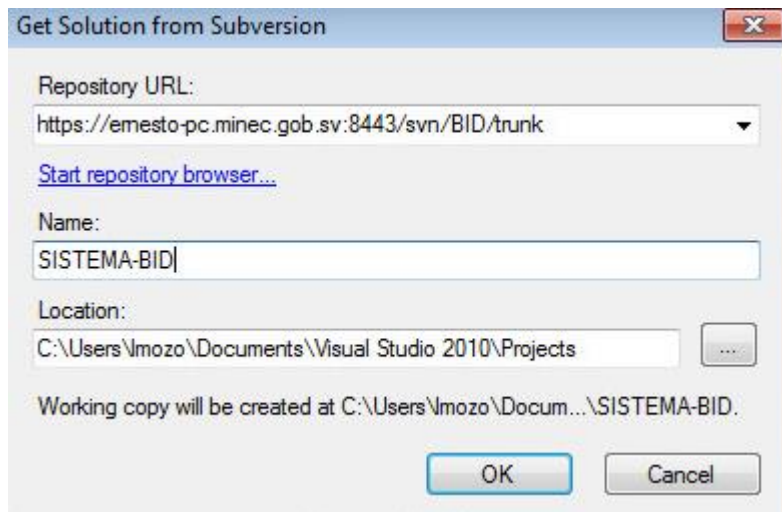 Get Solution from Subversion
Repository URL:
https://ernesto-pc.minec.gob.sv:8443/svn/BID/trunk
Start repository browser...
Name:
SISTEMA-BID
Location:
C:\Users\lmozo\Documents\Visual Studio 2010\Projects
...
Working copy will be created at C:\Users\lmozo\Docum...\SISTEMA-BID.
OK
Cancel